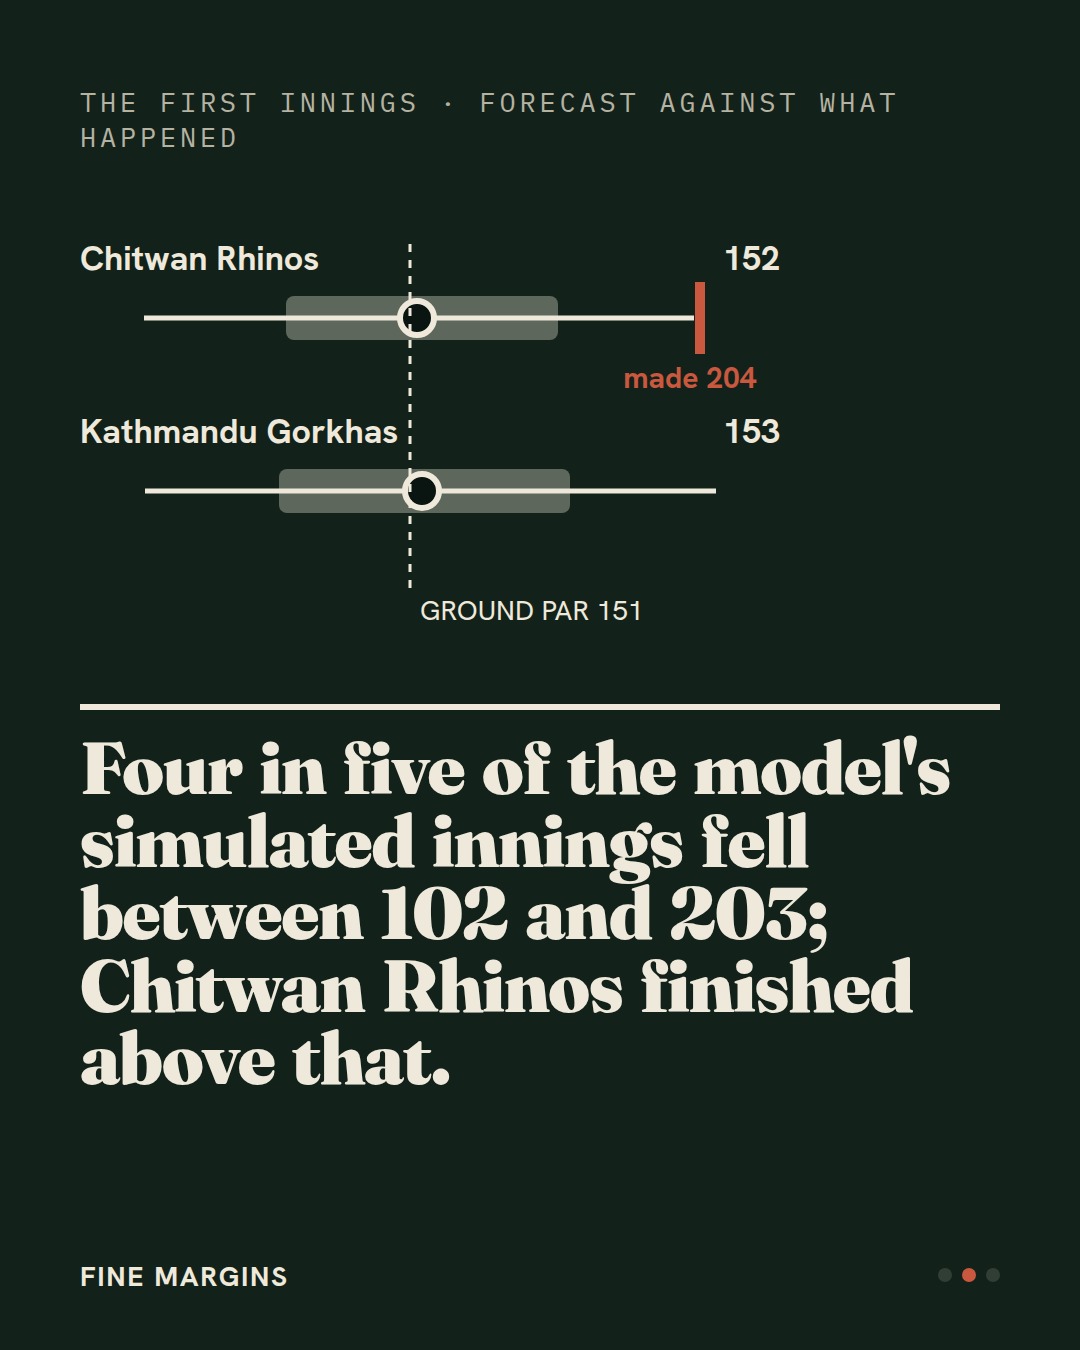 THE FIRST INNINGS · FORECAST AGAINST WHAT
HAPPENED
Chitwan Rhinos
152
made 204
Kathmandu Gorkhas
153
GROUND PAR 151
Four in five of the model's
simulated innings fell
between 102 and 203;
Chitwan Rhinos finished
above that.
FINE MARGINS